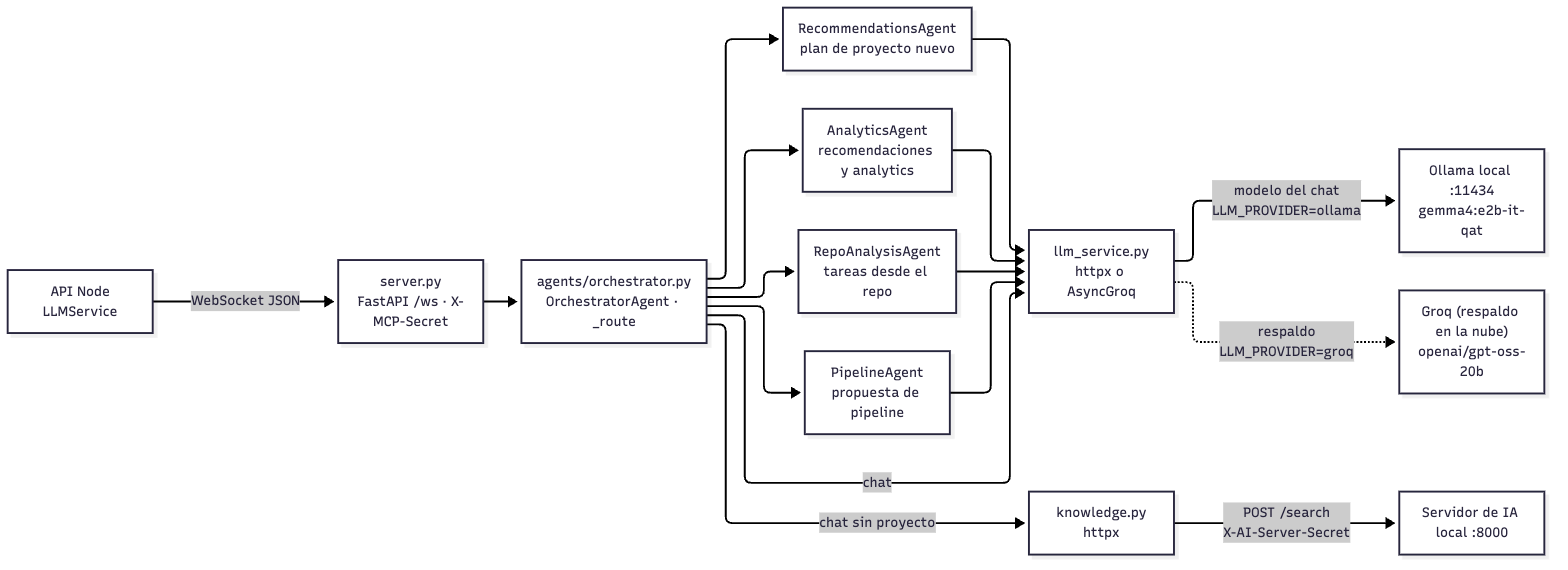 API Node
LLMService
WebSocket JSON
server.py
FastAPI /ws · X-
MCP-Secret
agents/orchestrator.py
OrchestratorAgent ·
_route
RecommendationsAgent
plan de proyecto nuevo
AnalyticsAgent
recomendaciones
y analytics
RepoAnalysisAgent
tareas desde el
repo
PipelineAgent
propuesta de
pipeline
chat
chat sin proyecto
llm_service.py
httpx o
AsyncGroq
knowledge.py
httpx
modelo del chat
LLM_PROVIDER=ollama
respaldo
LLM_PROVIDER=groq
POST /search
X-AI-Server-Secret
Ollama local
:11434
gemma4:e2b-it-
qat
Groq (respaldo
en la nube)
openai/gpt-oss-
20b
Servidor de IA
local :8000